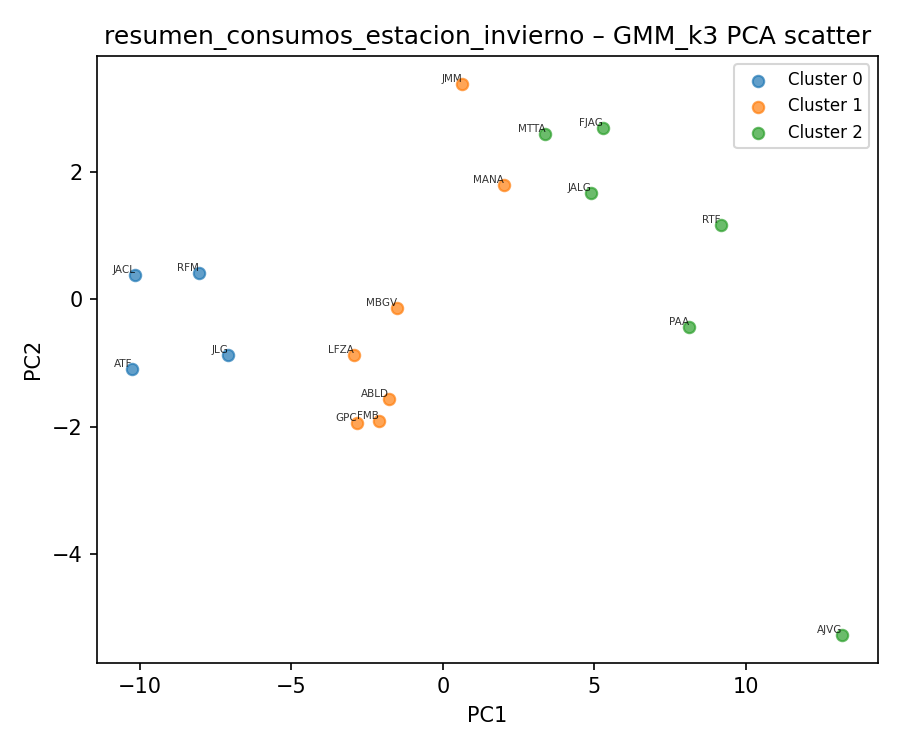 resumen_consumos_estacion_invierno – GMM_k3 PCA scatter
Cluster 0
Cluster 1
Cluster 2
JMM
MTTA
FJAG
MANA
JALG
RTF
JACL
RFM
MBGV
PAA
ATF
JLG
LFZA
ABLD
GPC
FMB
AJVG
2
0
−2
−4
PC2
−10
−5
0
5
10
PC1